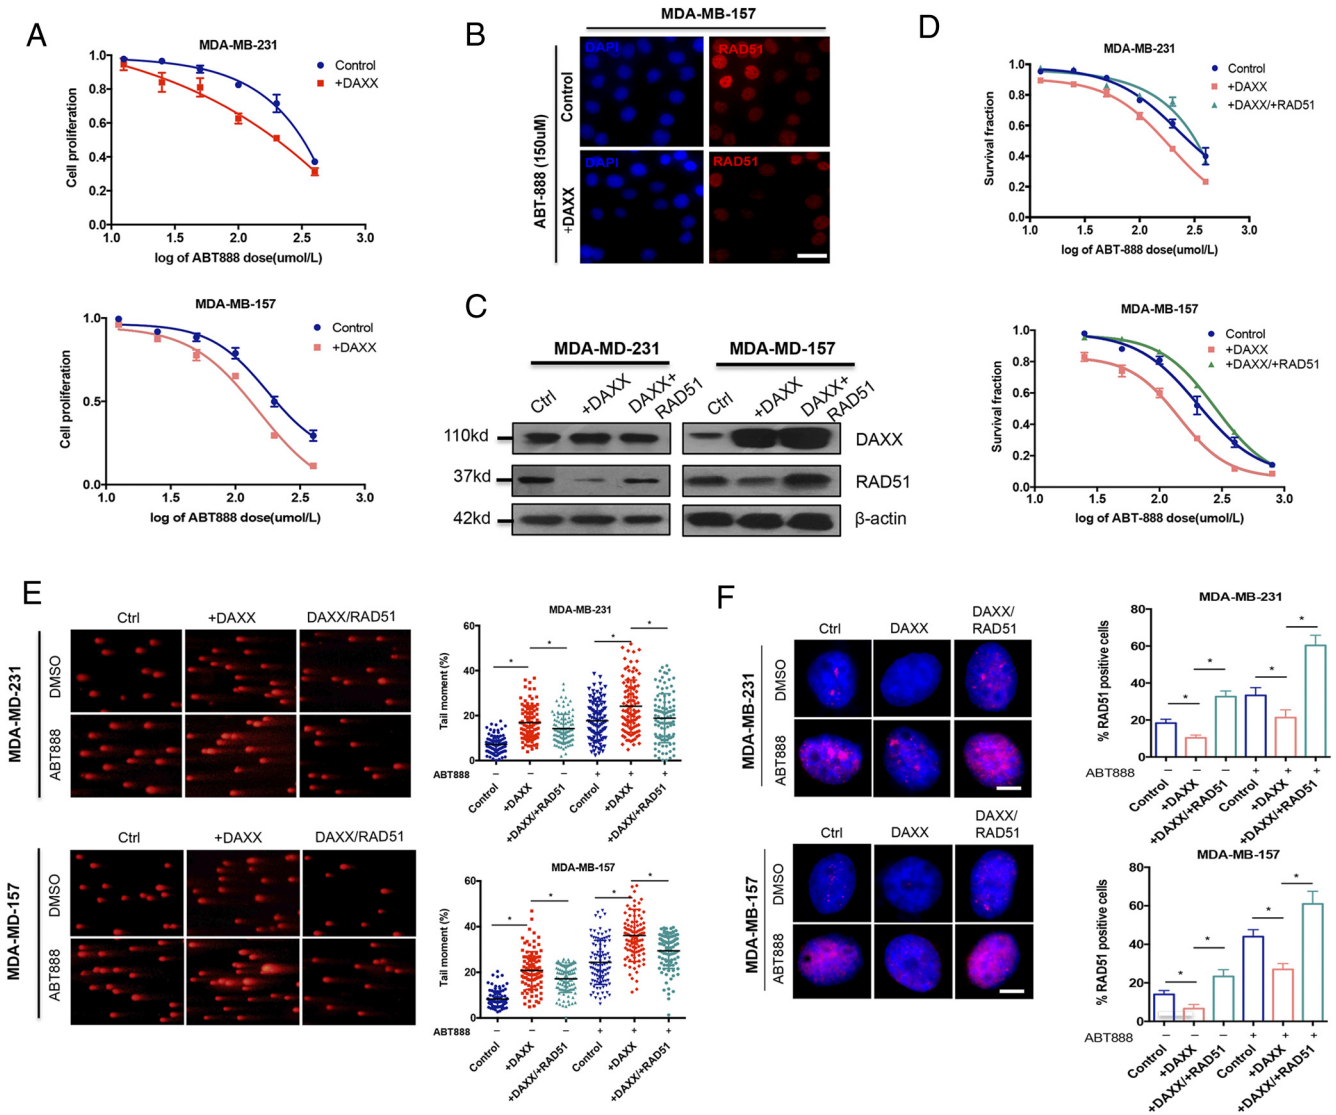 A
MDA-MB-231
Cell proliferation
1.0
0.8
0.6
0.4
0.2
0.0
1.0 1.5 2.0 2.5 3.0
log of ABT888 dose(umol/L)
Control
+DAXX
MDA-MB-157
Cell proliferation
1.0
0.5
0.0
1.0 1.5 2.0 2.5 3.0
log of ABT888 dose(umol/L)
Control
+DAXX
B
MDA-MB-157
ABT-888 (150uM)
Control
+DAXX
DAPI RAD51
DAPI RAD51
C
MDA-MD-231 MDA-MD-157
Ctrl +DAXX DAXX+ RAD51 Ctrl +DAXX DAXX+ RAD51
110kd DAXX
37kd RAD51
42kd β-actin
D
MDA-MB-231
Survival fraction
1.0
0.8
0.6
0.4
0.2
0.0
1.0 1.5 2.0 2.5 3.0
log of ABT-888 dose(umol/L)
Control
+DAXX
+DAXX/+RAD51
MDA-MB-157
Survival fraction
1.0
0.8
0.6
0.4
0.2
0.0
1.0 1.5 2.0 2.5 3.0
log of ABT-888 dose(umol/L)
Control
+DAXX
+DAXX/+RAD51
E
Ctrl +DAXX DAXX/RAD51
MDA-MD-231
DMSO
ABT888
MDA-MB-231
Tail moment (%)
60
40
20
0
* * * *
ABT888 – – – + + +
Control +DAXX +DAXX/+RAD51 Control +DAXX +DAXX/+RAD51
Ctrl +DAXX DAXX/RAD51
MDA-MD-157
DMSO
ABT888
MDA-MB-157
Tail moment (%)
60
40
20
0
* * * *
ABT888 – – – + + +
Control +DAXX +DAXX/+RAD51 Control +DAXX +DAXX/+RAD51
F
Ctrl DAXX DAXX/ RAD51
MDA-MB-231
DMSO
ABT888
MDA-MB-231
% RAD51 positive cells
80
60
40
20
0
* * * *
ABT888 – – – + + +
Control +DAXX +DAXX/+RAD51 Control +DAXX +DAXX/+RAD51
Ctrl DAXX DAXX/ RAD51
MDA-MB-157
DMSO
ABT888
MDA-MB-157
% RAD51 positive cells
80
60
40
20
0
* * * *
ABT888 – – – + + +
Control +DAXX +DAXX/+RAD51 Control +DAXX +DAXX/+RAD51